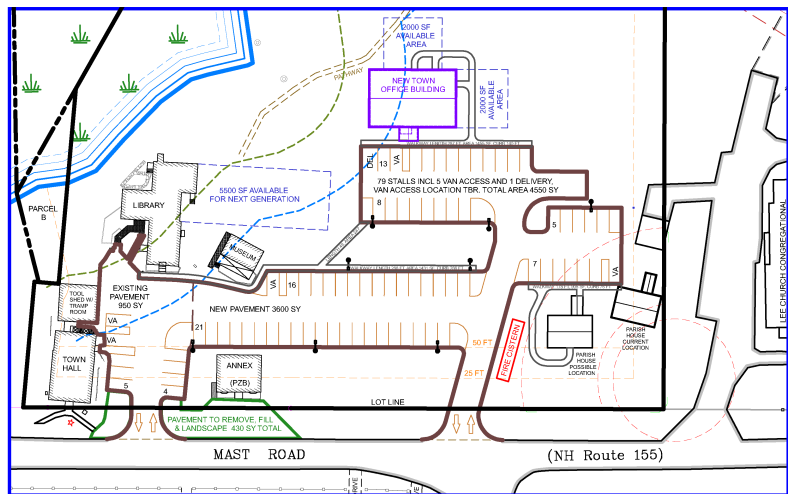 2000 SF
AVAILABLE
AREA
PATHWAY
NEW TOWN
OFFICE BUILDING
2000 SF
AVAILABLE
AREA
DEL
13
VA
79 STALLS INCL 5 VAN ACCESS AND 1 DELIVERY,
VAN ACCESS LOCATION TBR. TOTAL AREA 4550 SY
8
5
5500 SF AVAILABLE
FOR NEXT GENERATION
LIBRARY
PARCEL
B
MUSEUM
7
VA
EXISTING
PAVEMENT
950 SY
VA
16
NEW PAVEMENT 3600 SY
TOOL
SHED W/
TRAMP
ROOM
VA
VA
21
TOWN
HALL
ANNEX
(PZB)
50 FT
25 FT
FIRE CISTERN
PARISH
HOUSE
POSSIBLE
LOCATION
PARISH
HOUSE
CURRENT
LOCATION
LEE CHURCH CONGREGATIONAL
5
4
LOT LINE
PAVEMENT TO REMOVE, FILL
& LANDSCAPE 430 SY TOTAL
MAST ROAD
(NH Route 155)
DRIVE